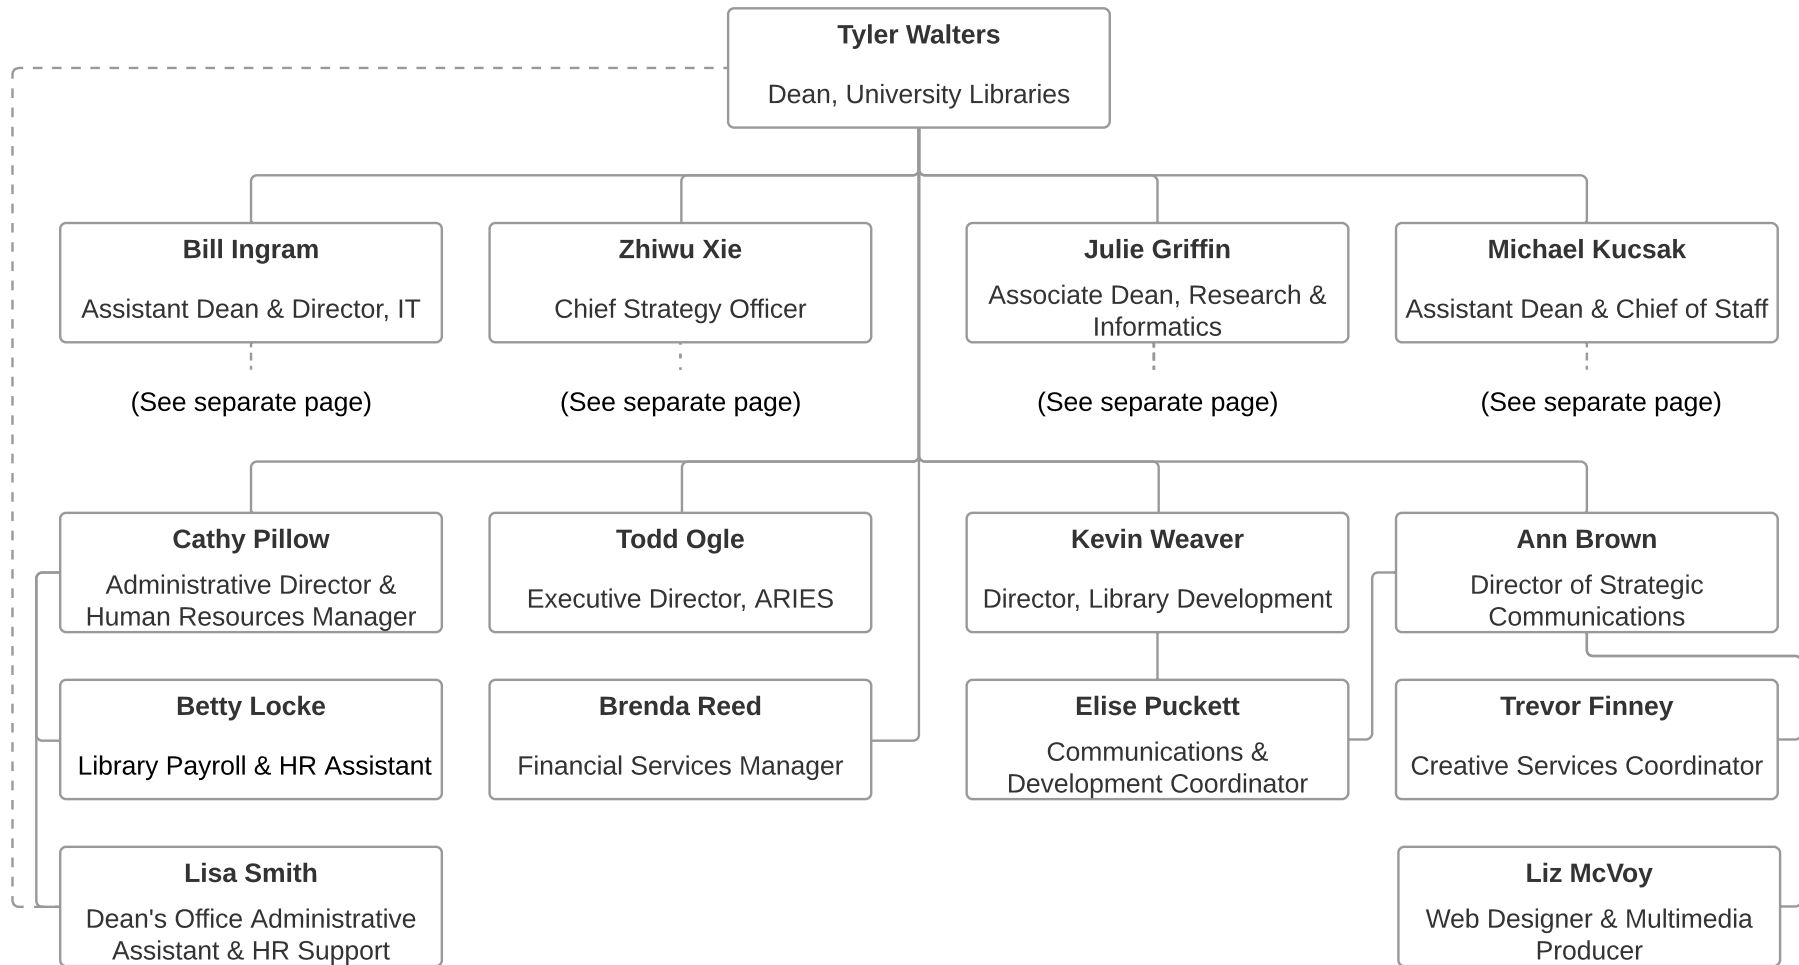 Tyler Walters
Dean, University Libraries
Bill Ingram
Assistant Dean & Director, IT
(See separate page)
Zhiwu Xie
Chief Strategy Officer
(See separate page)
Julie Griffin
Associate Dean, Research &
Informatics
(See separate page)
Michael Kucsak
Assistant Dean & Chief of Staff
(See separate page)
Cathy Pillow
Administrative Director &
Human Resources Manager
Todd Ogle
Executive Director, ARIES
Kevin Weaver
Director, Library Development
Ann Brown
Director of Strategic
Communications
Betty Locke
Library Payroll & HR Assistant
Brenda Reed
Financial Services Manager
Elise Puckett
Communications &
Development Coordinator
Trevor Finney
Creative Services Coordinator
Lisa Smith
Dean's Office Administrative
Assistant & HR Support
Liz McVoy
Web Designer & Multimedia
Producer